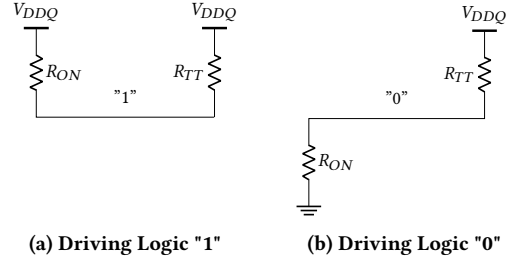 VDDQ
VDDQ
VDDQ
RON
RTT
RTT
"1"
"0"
RON
(a) Driving Logic "1"
(b) Driving Logic "0"